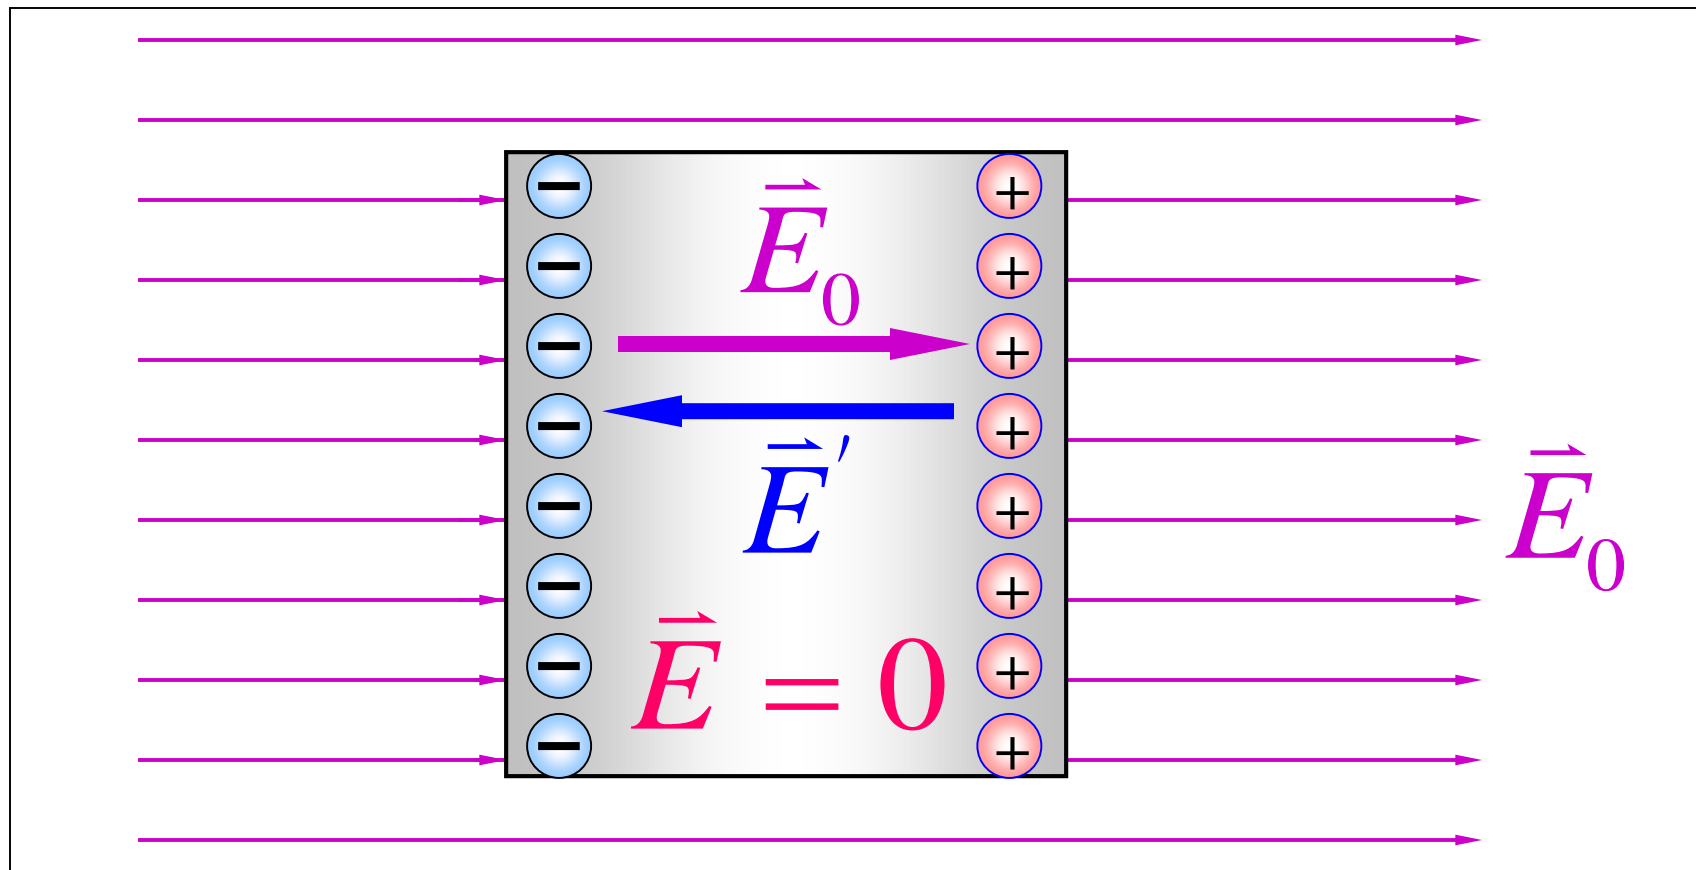 − +
E⃗₀
− +
− +
− +
E⃗′
E⃗₀
− +
− +
E⃗ = 0
− +
− +